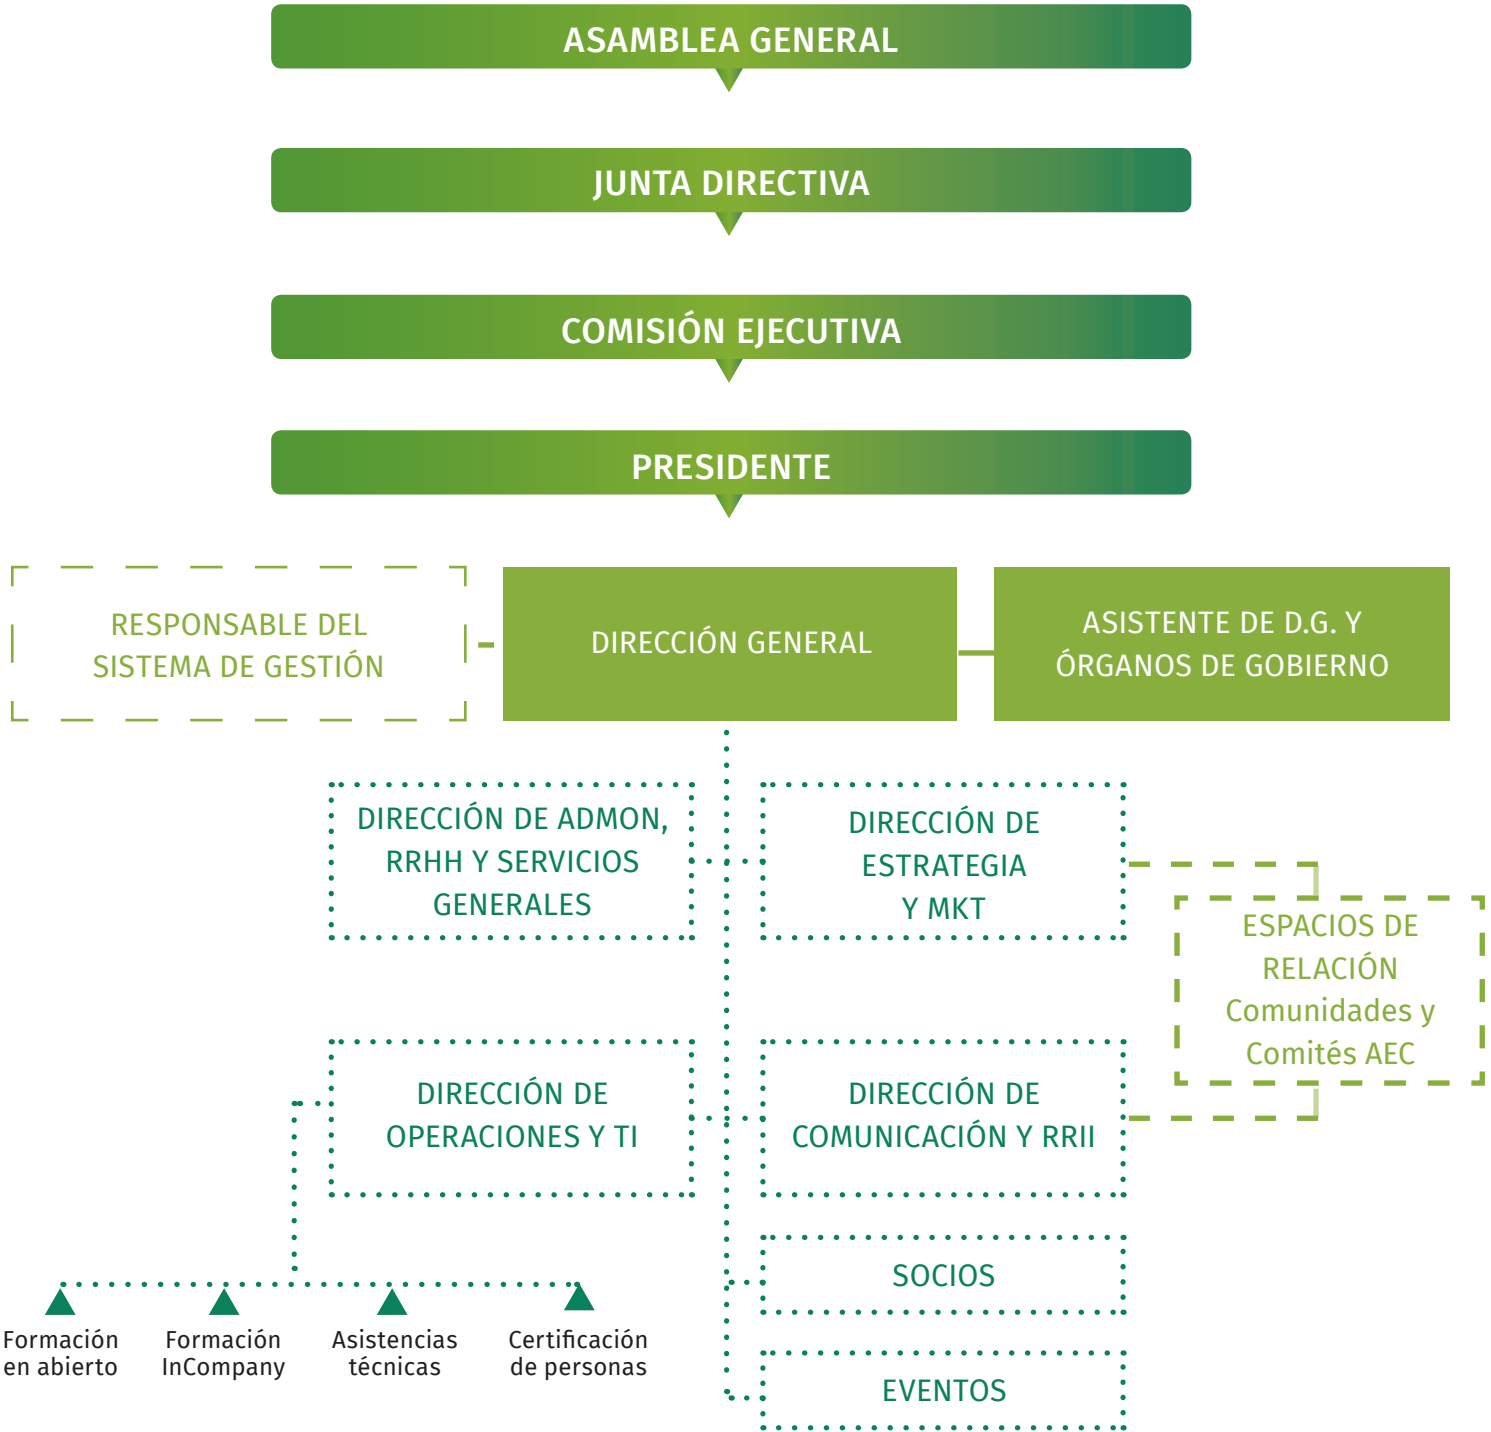 ASAMBLEA GENERAL
JUNTA DIRECTIVA
COMISIÓN EJECUTIVA
PRESIDENTE
RESPONSABLE DEL
SISTEMA DE GESTIÓN
DIRECCIÓN GENERAL
ASISTENTE DE D.G. Y
ÓRGANOS DE GOBIERNO
DIRECCIÓN DE ADMON,
RRHH Y SERVICIOS
GENERALES
DIRECCIÓN DE
ESTRATEGIA
Y MKT
ESPACIOS DE
RELACIÓN
Comunidades y
Comités AEC
DIRECCIÓN DE
OPERACIONES Y TI
DIRECCIÓN DE
COMUNICACIÓN Y RRII
SOCIOS
EVENTOS
Formación
en abierto
Formación
InCompany
Asistencias
técnicas
Certificación
de personas